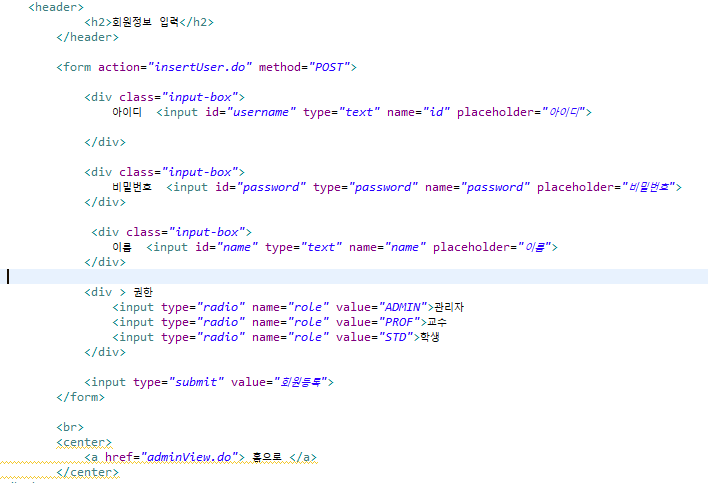 <header>
<h2>회원정보 입력</h2>
</header>
<form action="insertUser.do" method="POST">
<div class="input-box">
아이디 <input id="username" type="text" name="id" placeholder="아이디">
</div>
<div class="input-box">
비밀번호 <input id="password" type="password" name="password" placeholder="비밀번호">
</div>
<div class="input-box">
이름 <input id="name" type="text" name="name" placeholder="이름">
</div>
<div > 권한
<input type="radio" name="role" value="ADMIN">관리자
<input type="radio" name="role" value="PROF">교수
<input type="radio" name="role" value="STD">학생
</div>
<input type="submit" value="회원등록">
</form>
<br>
<center>
<a href="adminView.do"> 홈으로 </a>
</center>